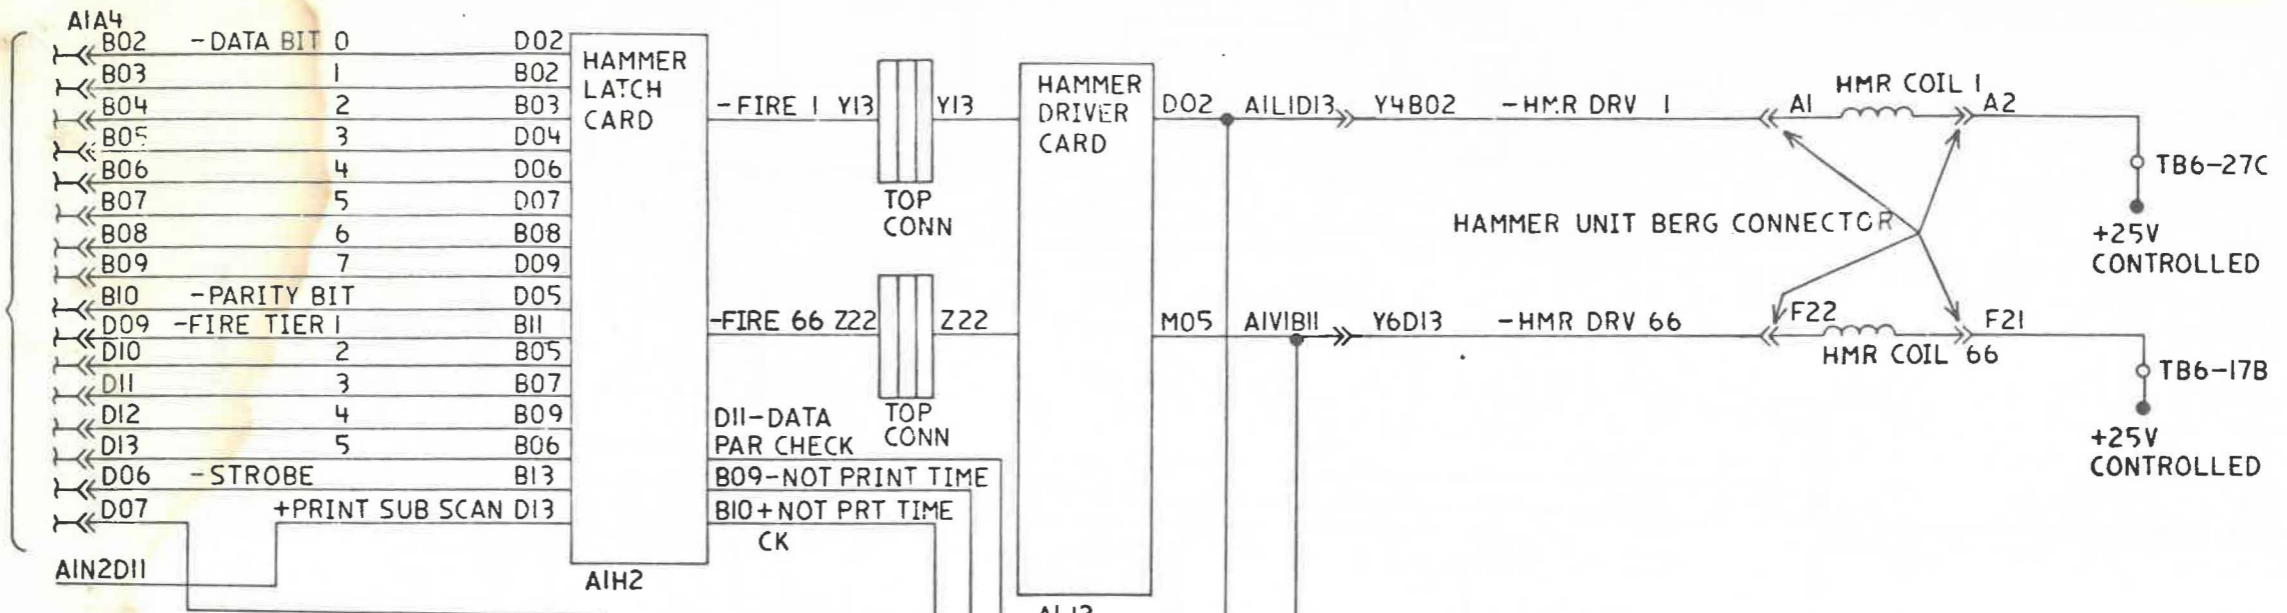 A1A4
B02 -DATA BIT 0 D02
B03 1 B02
B04 2 B03
B05 3 D04
B06 4 D06
B07 5 D07
B08 6 B08
B09 7 D09
B10 -PARITY BIT D05
D09 -FIRE TIER 1 B11
D10 2 B05
D11 3 B07
D12 4 B09
D13 5 B06
D06 -STROBE B13
D07 +PRINT SUB SCAN D13
A1N2D11
HAMMER
LATCH
CARD
A1H2
-FIRE 1 Y13 Y13
TOP
CONN
-FIRE 66 Z22 Z22
TOP
CONN
D11-DATA
PAR CHECK
B09-NOT PRINT TIME
B10+NOT PRT TIME
CK
HAMMER
DRIVER
CARD
D02 A1L1D13 Y4B02 -HMR DRV 1 A1 HMR COIL 1 A2
TB6-27C
+25V
CONTROLLED
HAMMER UNIT BERG CONNECTOR
M05 A1V1B11 Y6D13 -HMR DRV 66 F22 F21
HMR COIL 66
TB6-17B
+25V
CONTROLLED